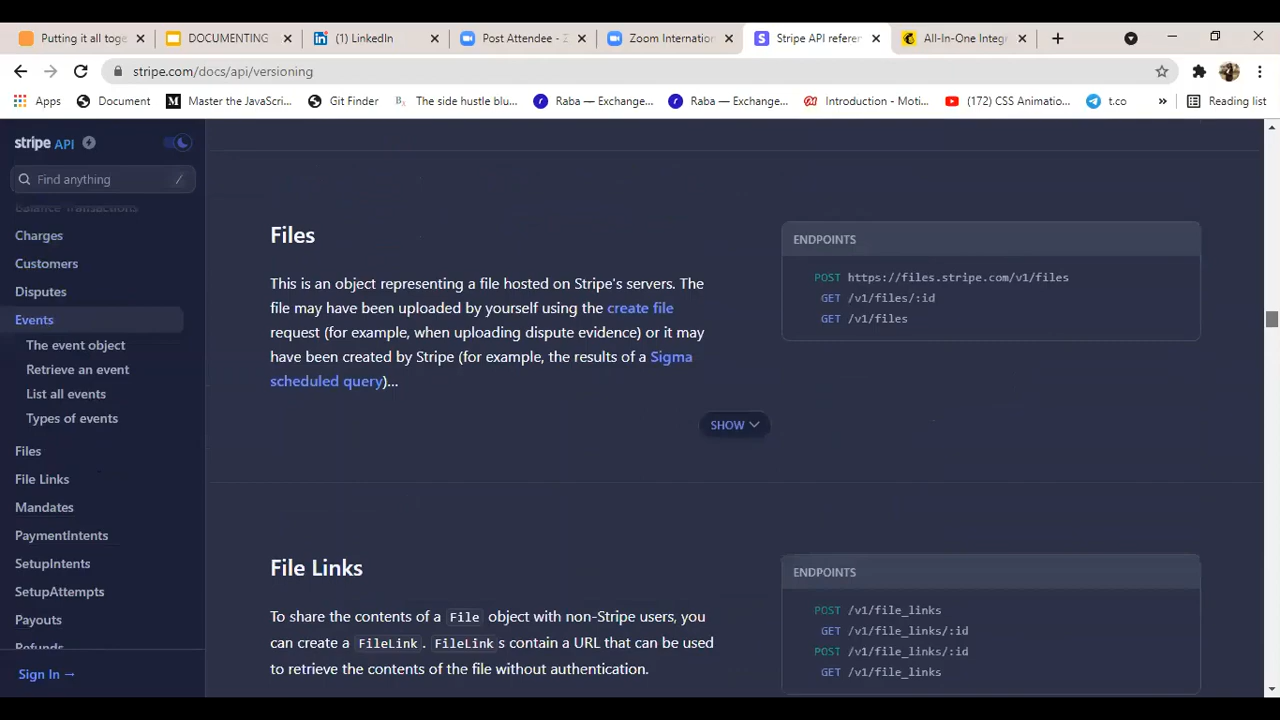 Putting it all toge
DOCUMENTING
(1) LinkedIn
Post Attendee - Z
Zoom Internatio
Stripe API referer
All-In-One Integ
stripe.com/docs/api/versioning
Apps
Document
Master the JavaScri...
Git Finder
The side hustle blu...
Raba — Exchange...
Raba — Exchange...
Introduction - Moti...
(172) CSS Animatio...
t.co
»
Reading list
stripe API
Find anything /
Balance Transactions
Charges
Customers
Disputes
Events
The event object
Retrieve an event
List all events
Types of events
Files
File Links
Mandates
PaymentIntents
SetupIntents
SetupAttempts
Payouts
Refunds
Sign In →
Files
This is an object representing a file hosted on Stripe's servers. The
file may have been uploaded by yourself using the create file
request (for example, when uploading dispute evidence) or it may
have been created by Stripe (for example, the results of a Sigma
scheduled query)...
SHOW
ENDPOINTS
POST https://files.stripe.com/v1/files
GET /v1/files/:id
GET /v1/files
File Links
To share the contents of a File object with non-Stripe users, you
can create a FileLink. FileLink s contain a URL that can be used
to retrieve the contents of the file without authentication.
ENDPOINTS
POST /v1/file_links
GET /v1/file_links/:id
POST /v1/file_links/:id
GET /v1/file_links